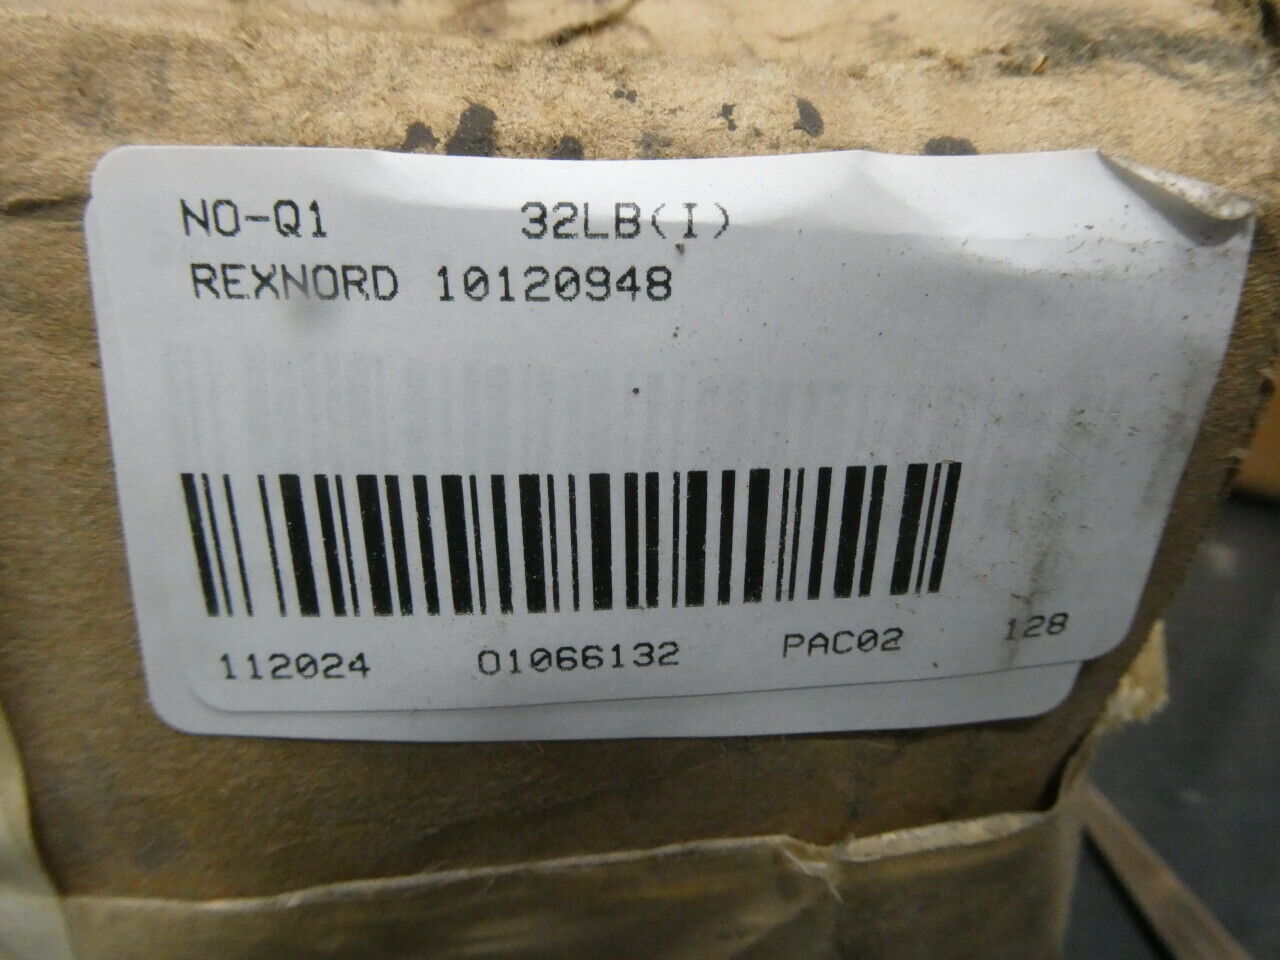 NO-Q1 32LB(I)
REXNORD 10120948
112024 01066132 PAC02 128